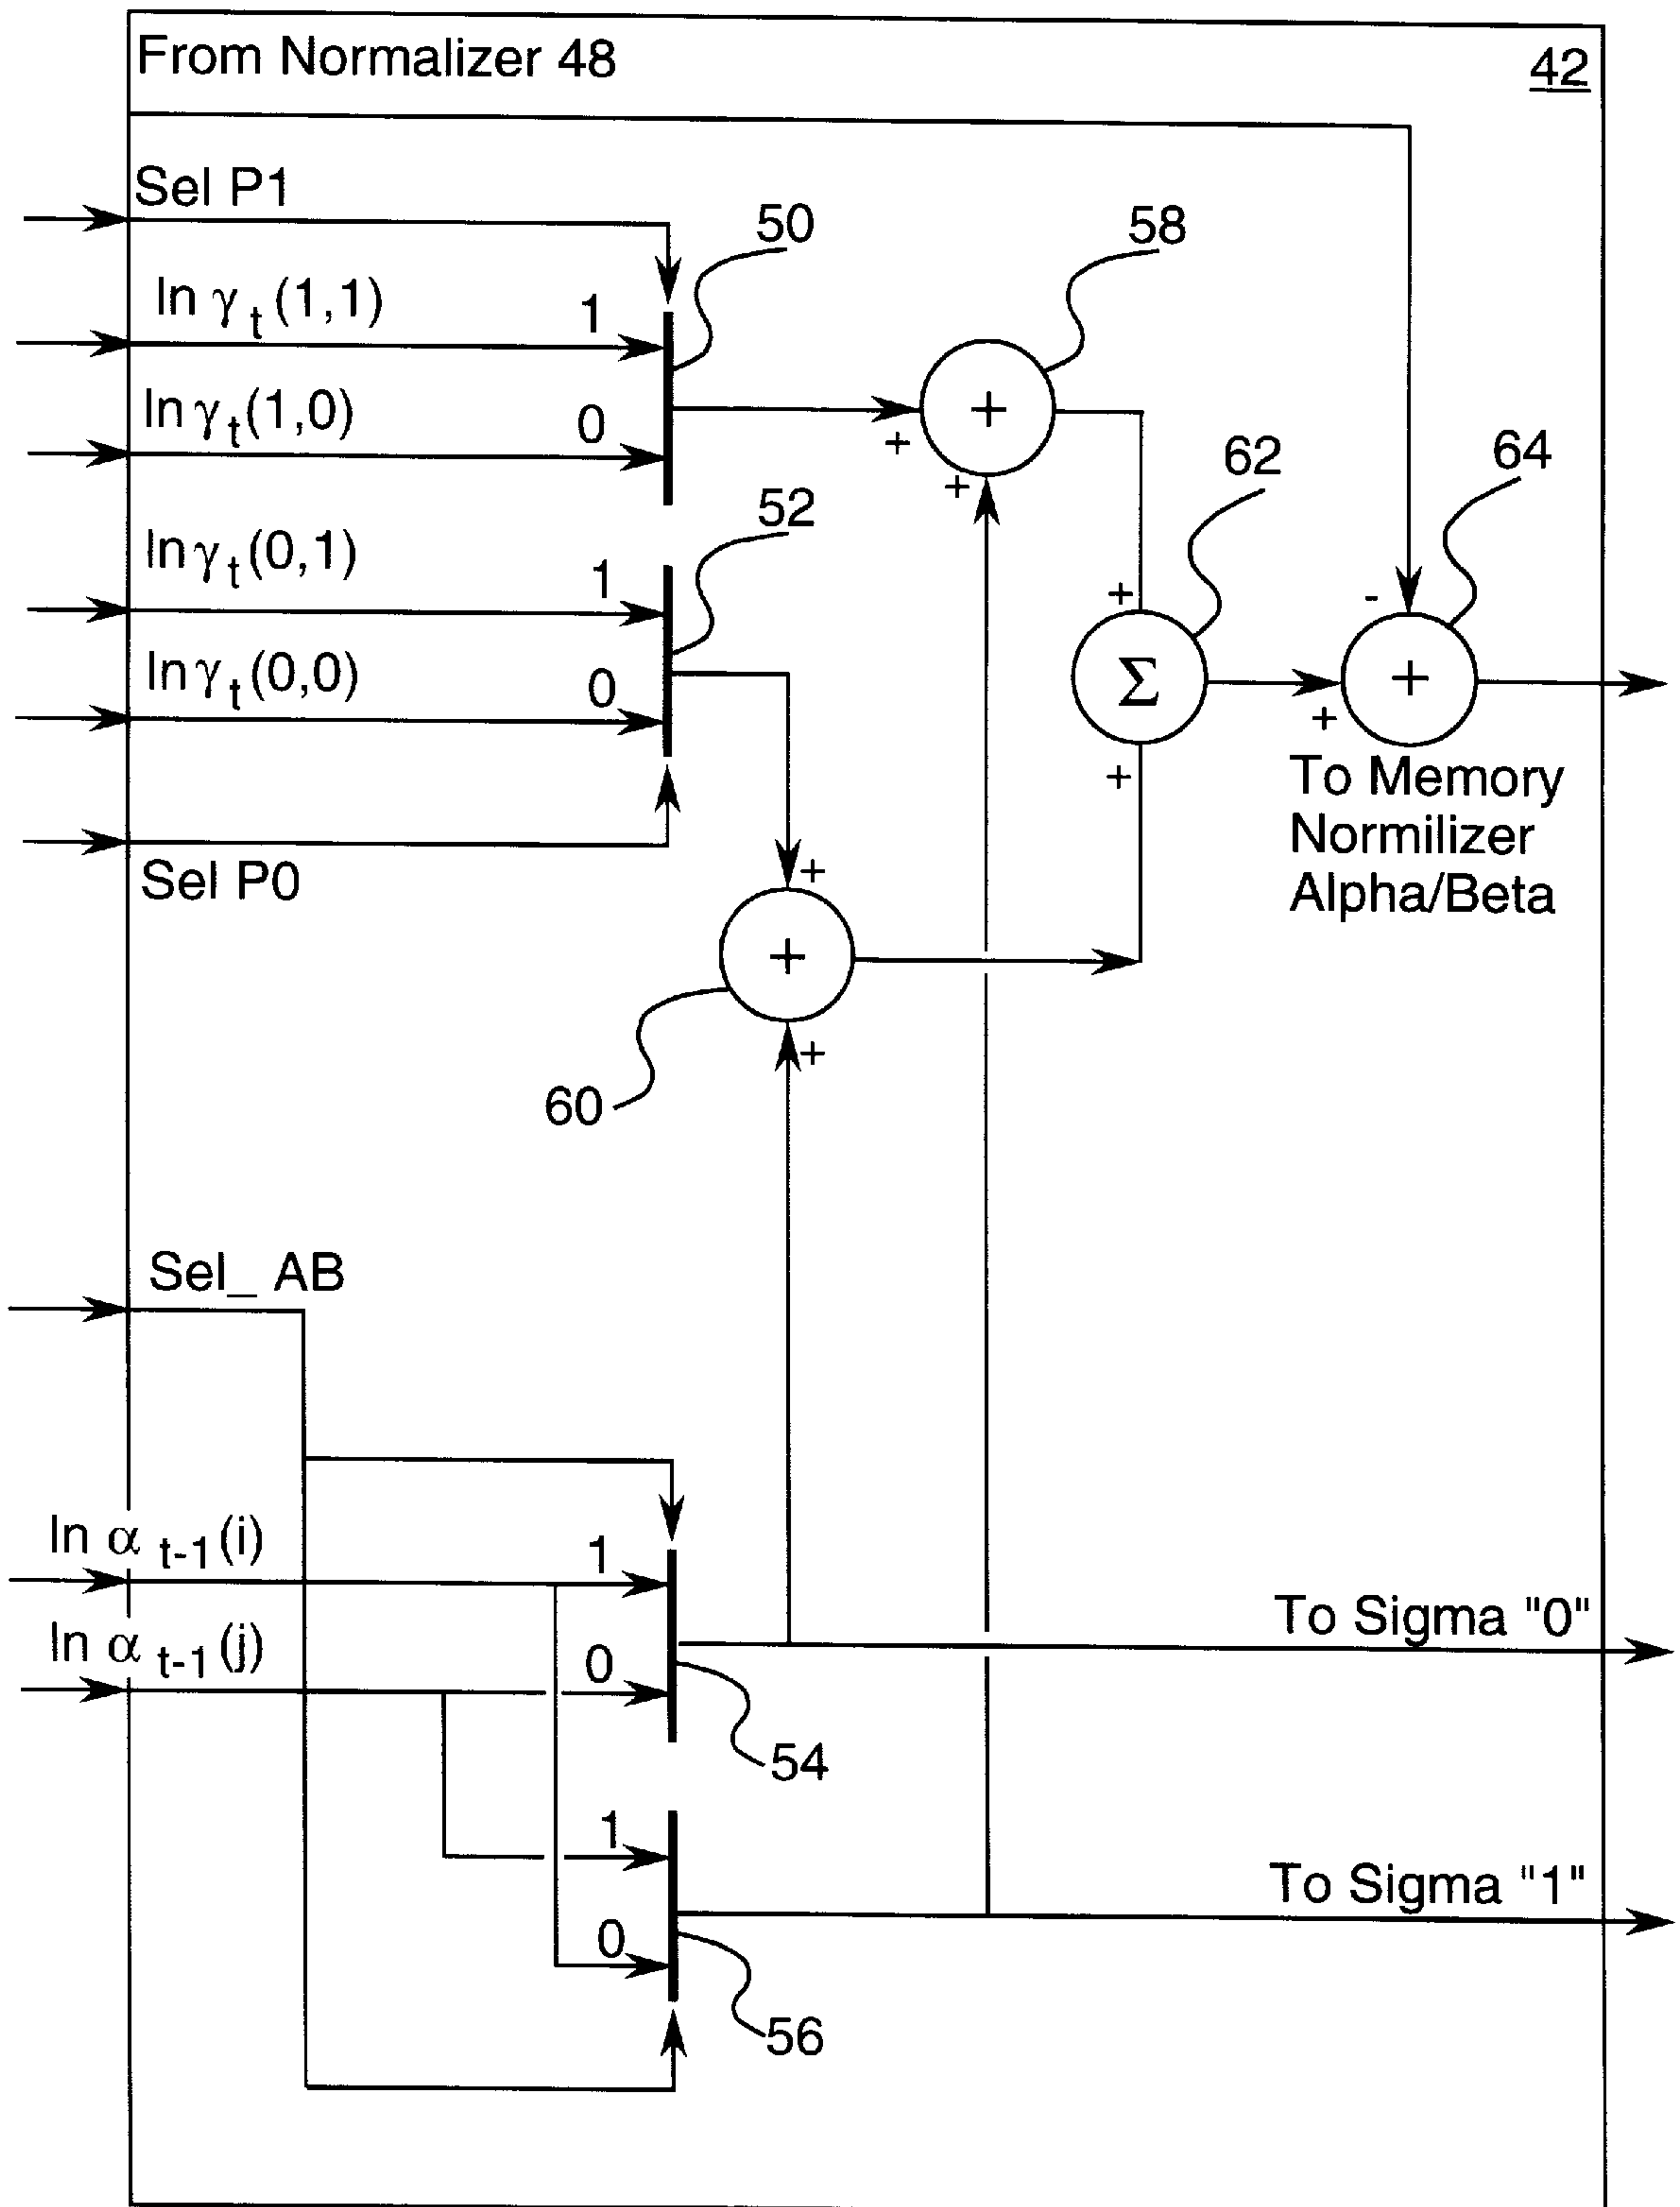 From Normalizer 48
42
Sel P1
50
58
ln γ t (1,1)
1
ln γ t (1,0)
0
+
+
+
62
64
52
ln γ t (0,1)
1
+
-
ln γ t (0,0)
0
Σ
+
+
+
To Memory
Normilizer
Alpha/Beta
Sel P0
+
+
+
60
Sel_ AB
ln α t-1 (i)
1
To Sigma "0"
ln α t-1 (j)
0
54
1
To Sigma "1"
0
56